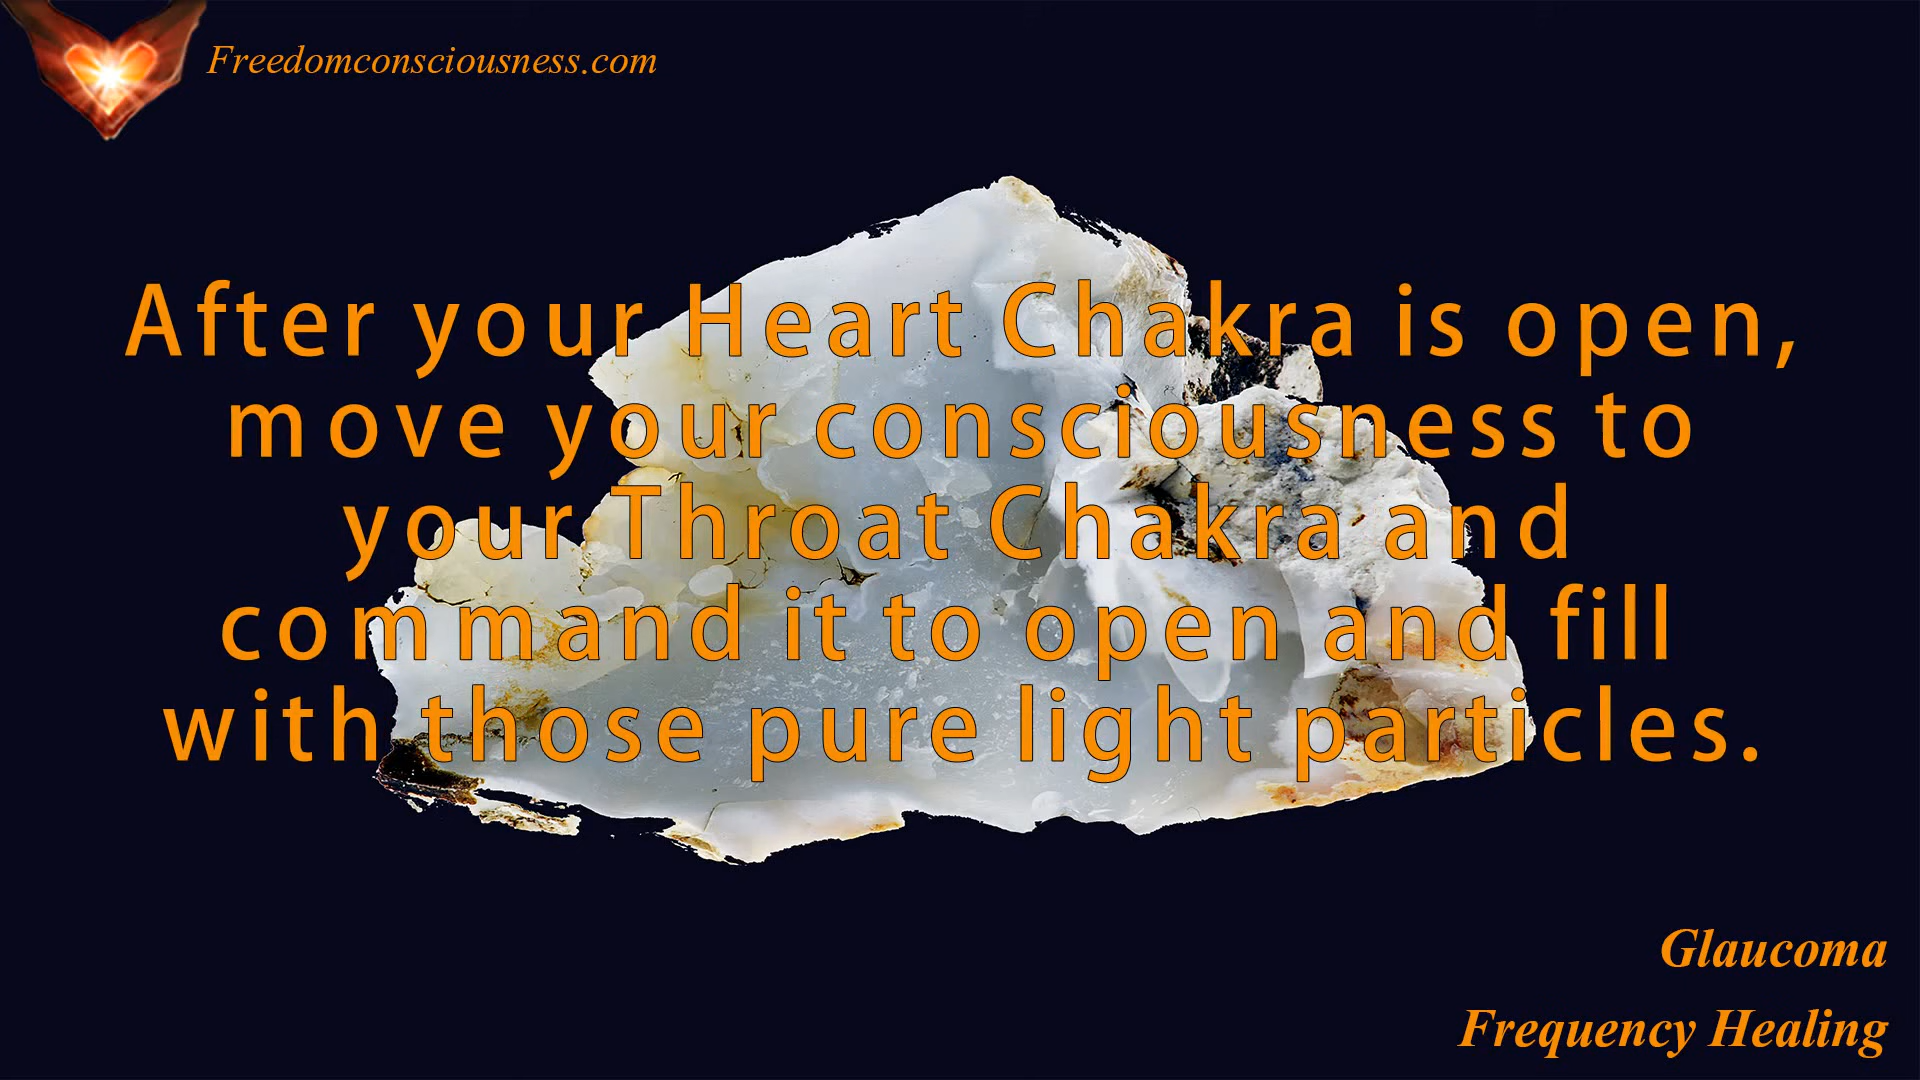 Freedomconsciousness.com
After your Heart Chakra is open,
move your consciousness to
your Throat Chakra and
command it to open and fill
with those pure light particles.
Glaucoma
Frequency Healing